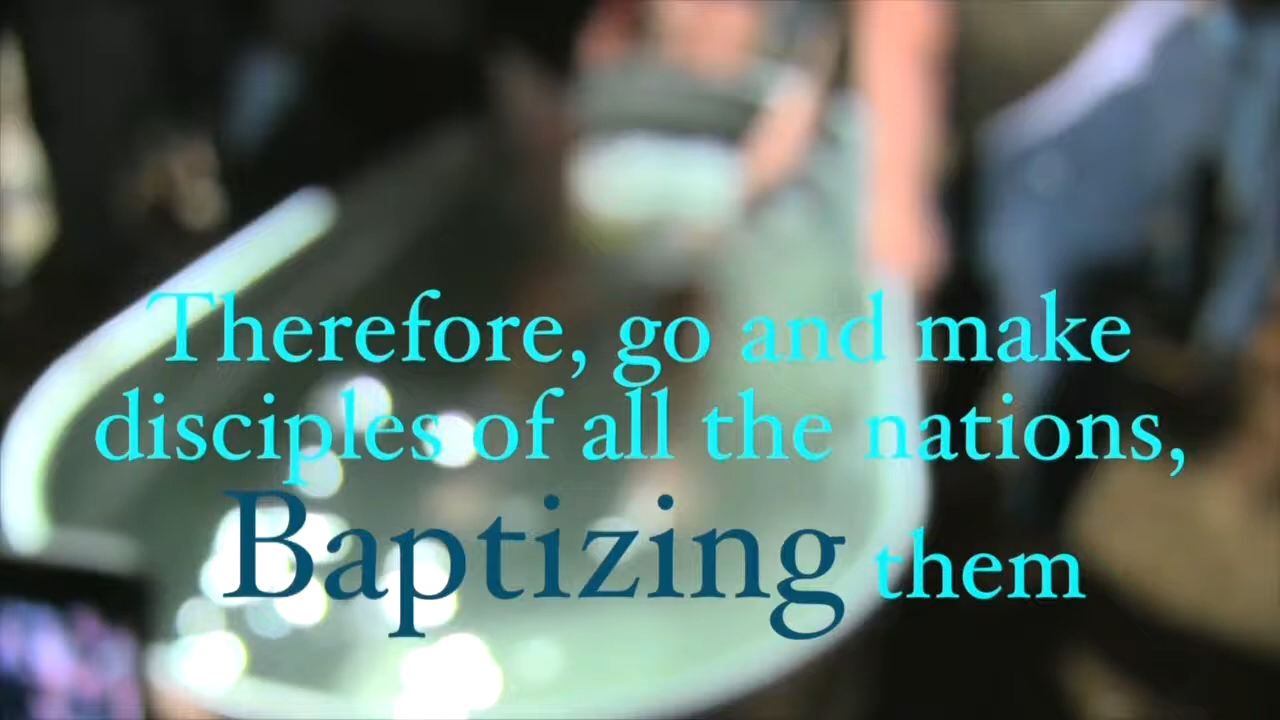 Therefore, go and make
disciples of all the nations,
Baptizing them